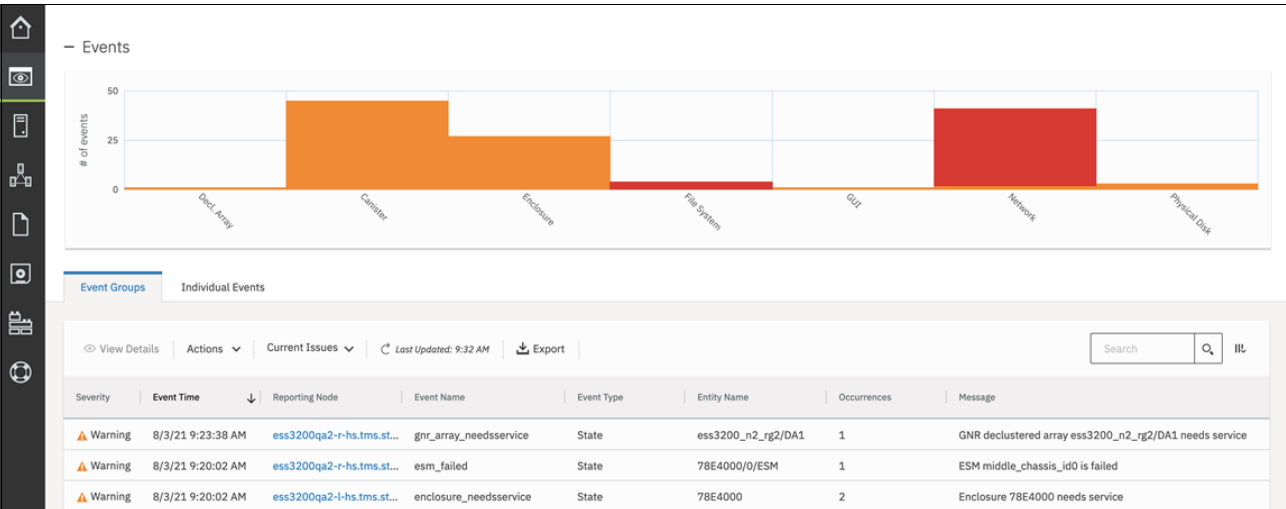 — Events
50
# of events
25
0
Decl. Array
Canister
Enclosure
File System
GUI
Network
Physical Disk
Event Groups Individual Events
View Details Actions Current Issues Last Updated: 9:32 AM Export Search
Severity Event Time Reporting Node Event Name Event Type Entity Name Occurrences Message
Warning 8/3/21 9:23:38 AM ess3200qa2-r-hs.tms.st... gnr_array_needsservice State ess3200_n2_rg2/DA1 1 GNR declustered array ess3200_n2_rg2/DA1 needs service
Warning 8/3/21 9:20:02 AM ess3200qa2-r-hs.tms.st... esm_failed State 78E4000/0/ESM 1 ESM middle_chassis_id0 is failed
Warning 8/3/21 9:20:02 AM ess3200qa2-l-hs.tms.st... enclosure_needsservice State 78E4000 2 Enclosure 78E4000 needs service